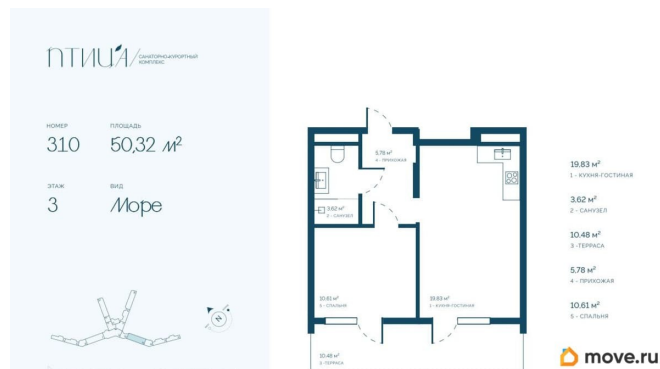 ПТИЦА/ САНАТОРНО-КУРОРТНЫЙ
КОМПЛЕКС
НОМЕР ПЛОЩАДЬ
310 50,32 м²
ЭТАЖ ВИД
3 Море
5.78 м²
4 - ПРИХОЖАЯ
3.62 м²
2 - САНУЗЕЛ
10.61 м²
5 - СПАЛЬНЯ
19.83 м²
1 - КУХНЯ-ГОСТИНАЯ
10.48 м²
3 - ТЕРРАСА
19.83 м²
1 - КУХНЯ-ГОСТИНАЯ
3.62 м²
2 - САНУЗЕЛ
10.48 м²
3 -ТЕРРАСА
5.78 м²
4 - ПРИХОЖАЯ
10.61 м²
5 - СПАЛЬНЯ
move.ru